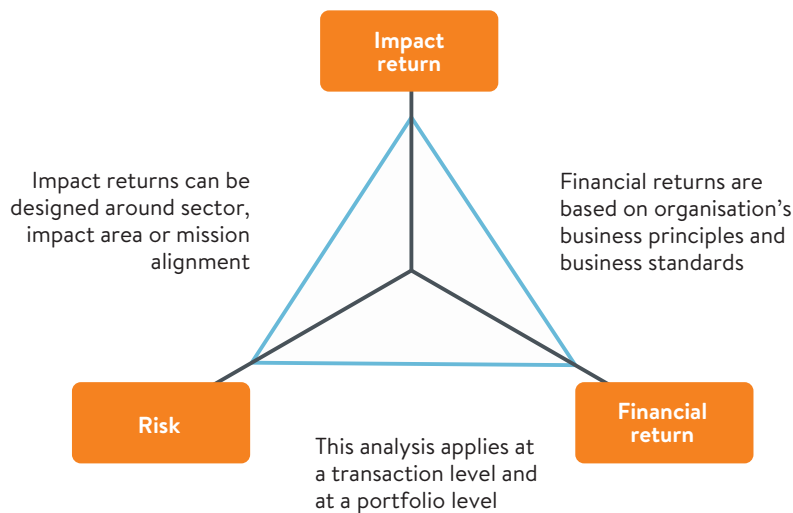 Impact
return
Impact returns can be
designed around sector,
impact area or mission
alignment
Financial returns are
based on organisation’s
business principles and
business standards
Risk
Financial
return
This analysis applies at
a transaction level and
at a portfolio level